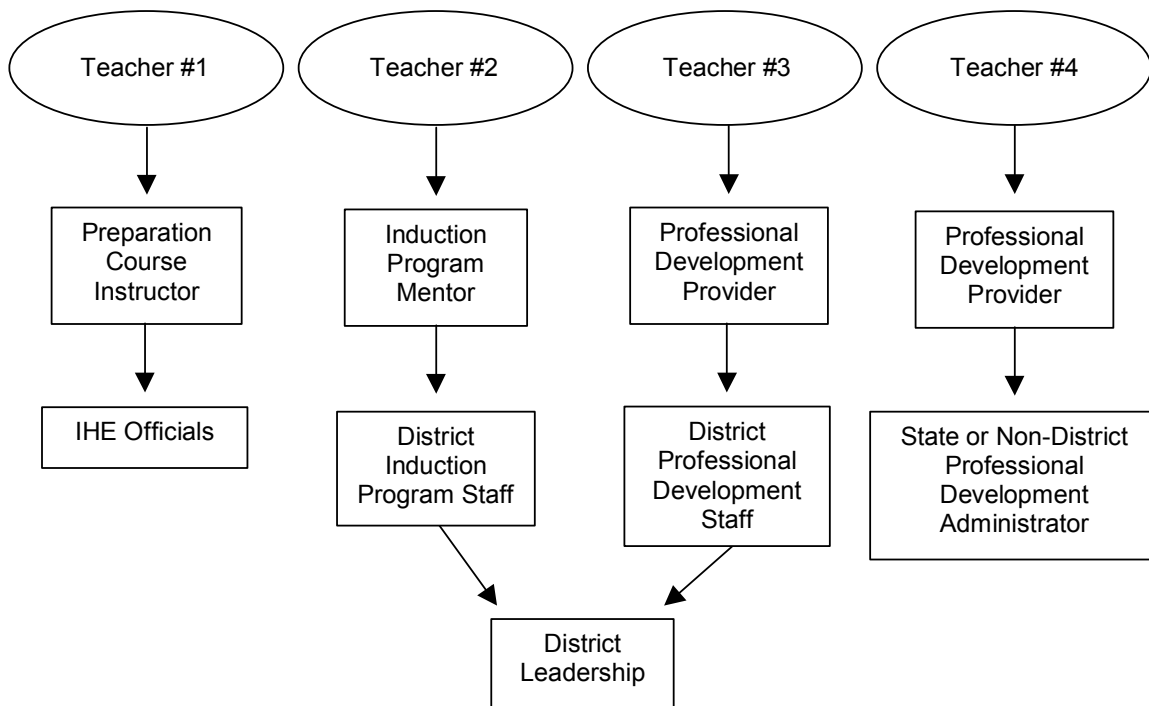 Teacher #1
Teacher #2
Teacher #3
Teacher #4
Preparation
Course
Instructor
Induction
Program
Mentor
Professional
Development
Provider
Professional
Development
Provider
IHE Officials
District
Induction
Program Staff
District
Professional
Development
Staff
State or Non-District
Professional
Development
Administrator
District
Leadership